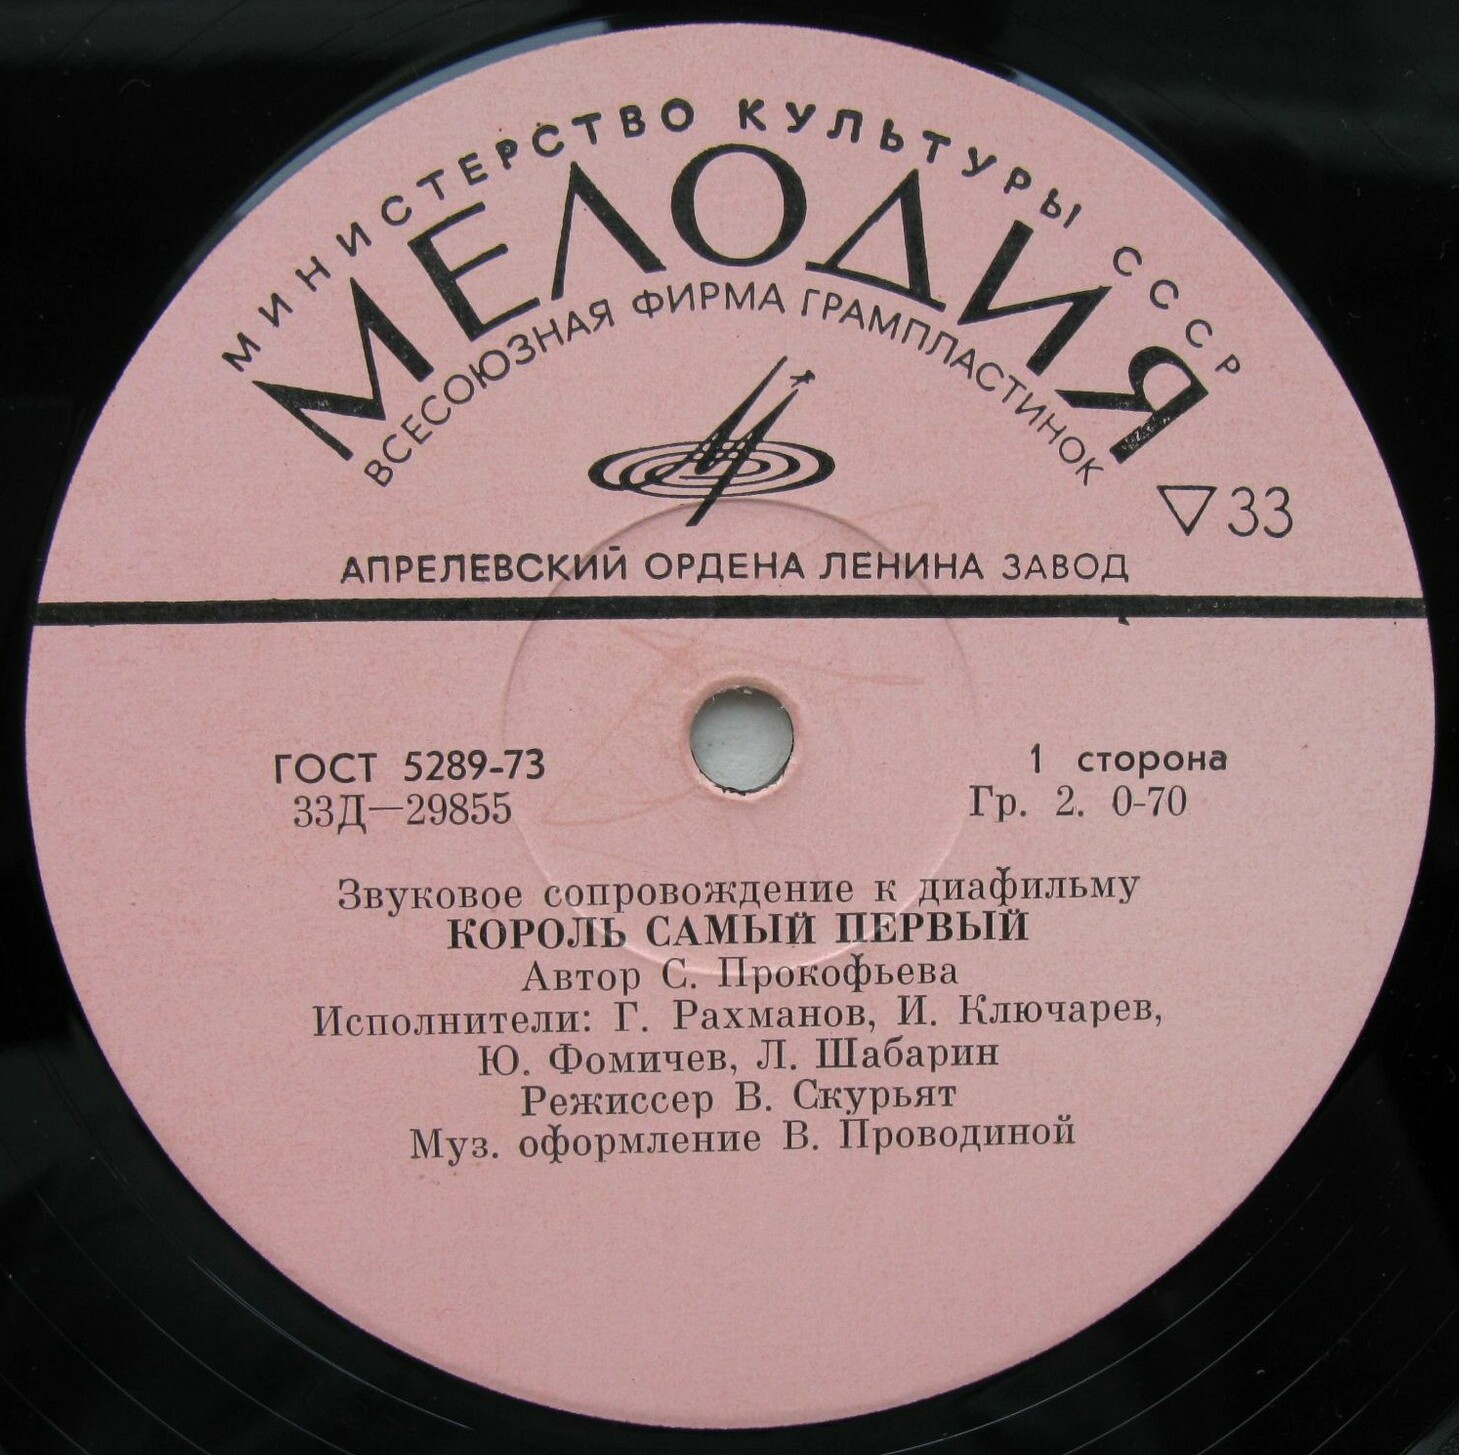 МИНИСТЕРСТВО КУЛЬТУРЫ СССР
МЕЛОДИЯ
ВСЕСОЮЗНАЯ ФИРМА ГРАМПЛАСТИНОК
▽33
АПРЕЛЕВСКИЙ ОРДЕНА ЛЕНИНА ЗАВОД
ГОСТ 5289-73
33Д—29855
1 сторона
Гр. 2. 0-70
Звуковое сопровождение к диафильму
КОРОЛЬ САМЫЙ ПЕРВЫЙ
Автор С. Прокофьева
Исполнители: Г. Рахманов, И. Ключарев,
Ю. Фомичев, Л. Шабарин
Режиссер В. Скурьят
Муз. оформление В. Проводиной